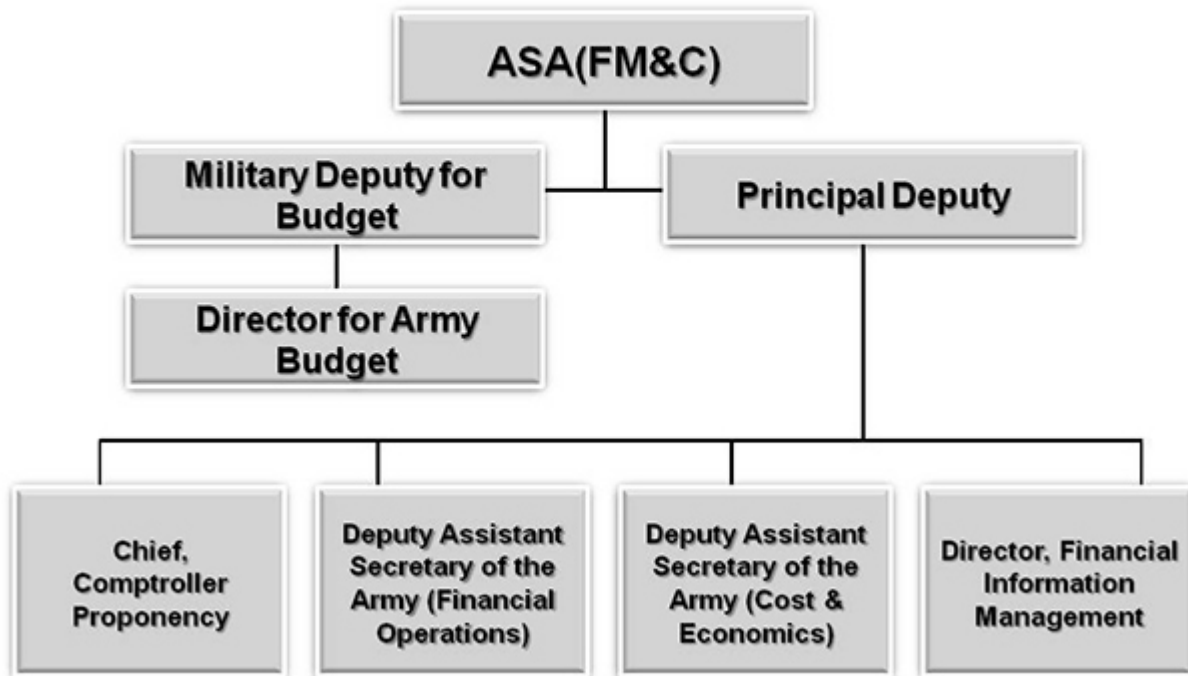 ASA(FM&C)
Military Deputy for
Budget
Principal Deputy
Director for Army
Budget
Chief,
Comptroller
Proponency
Deputy Assistant
Secretary of the
Army (Financial
Operations)
Deputy Assistant
Secretary of the
Army (Cost &
Economics)
Director, Financial
Information
Management